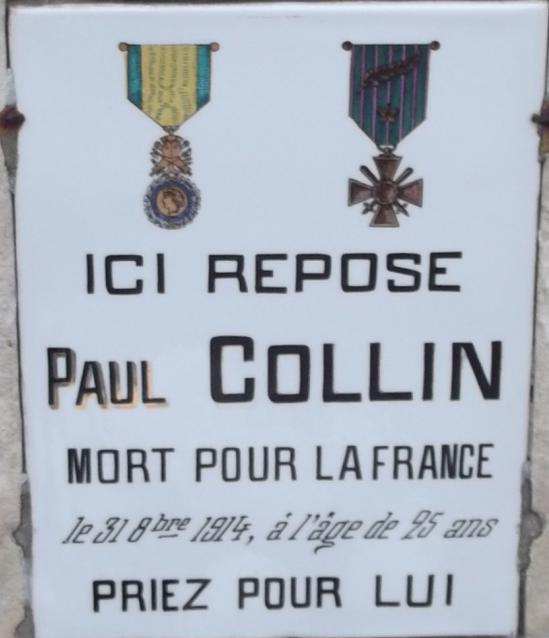 ICI REPOSE
PAUL COLLIN
MORT POUR LA FRANCE
le 31 8bre 1914, à l'âge de 25 ans
PRIEZ POUR LUI